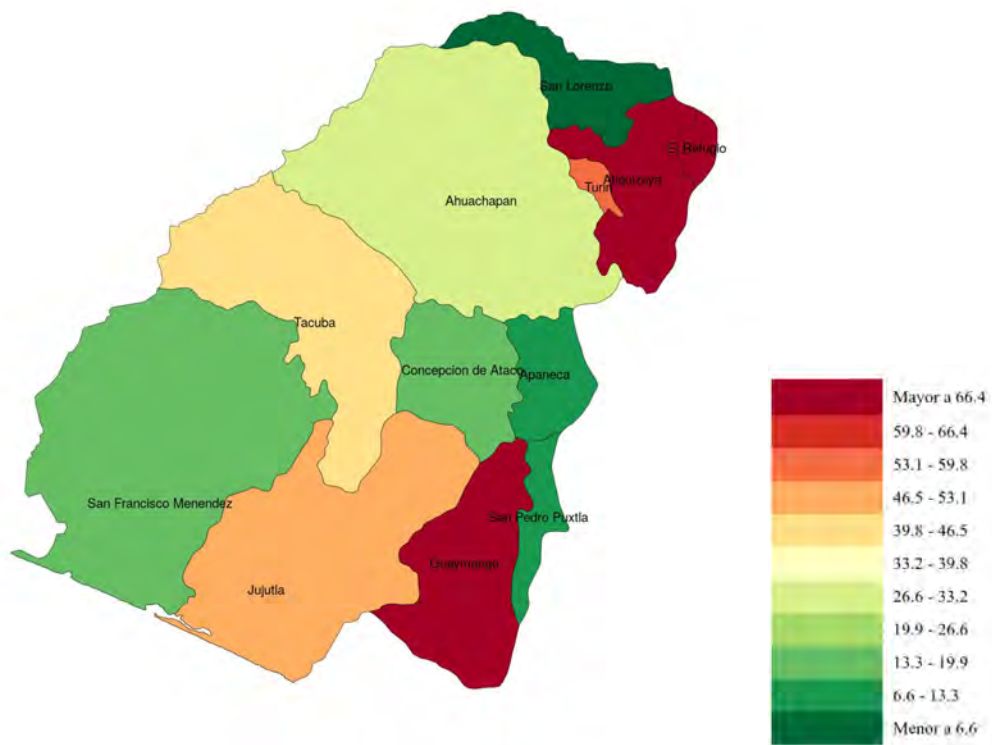 San Lorenzo
El Refugio
Atiquizaya
Turin
Ahuachapan
Tacuba
Concepcion de Ataco
Apaneca
San Francisco Menendez
San Pedro Puxtla
Guaymango
Jujutla
Mayor a 66.4
59.8 - 66.4
53.1 - 59.8
46.5 - 53.1
39.8 - 46.5
33.2 - 39.8
26.6 - 33.2
19.9 - 26.6
13.3 - 19.9
6.6 - 13.3
Menor a 6.6